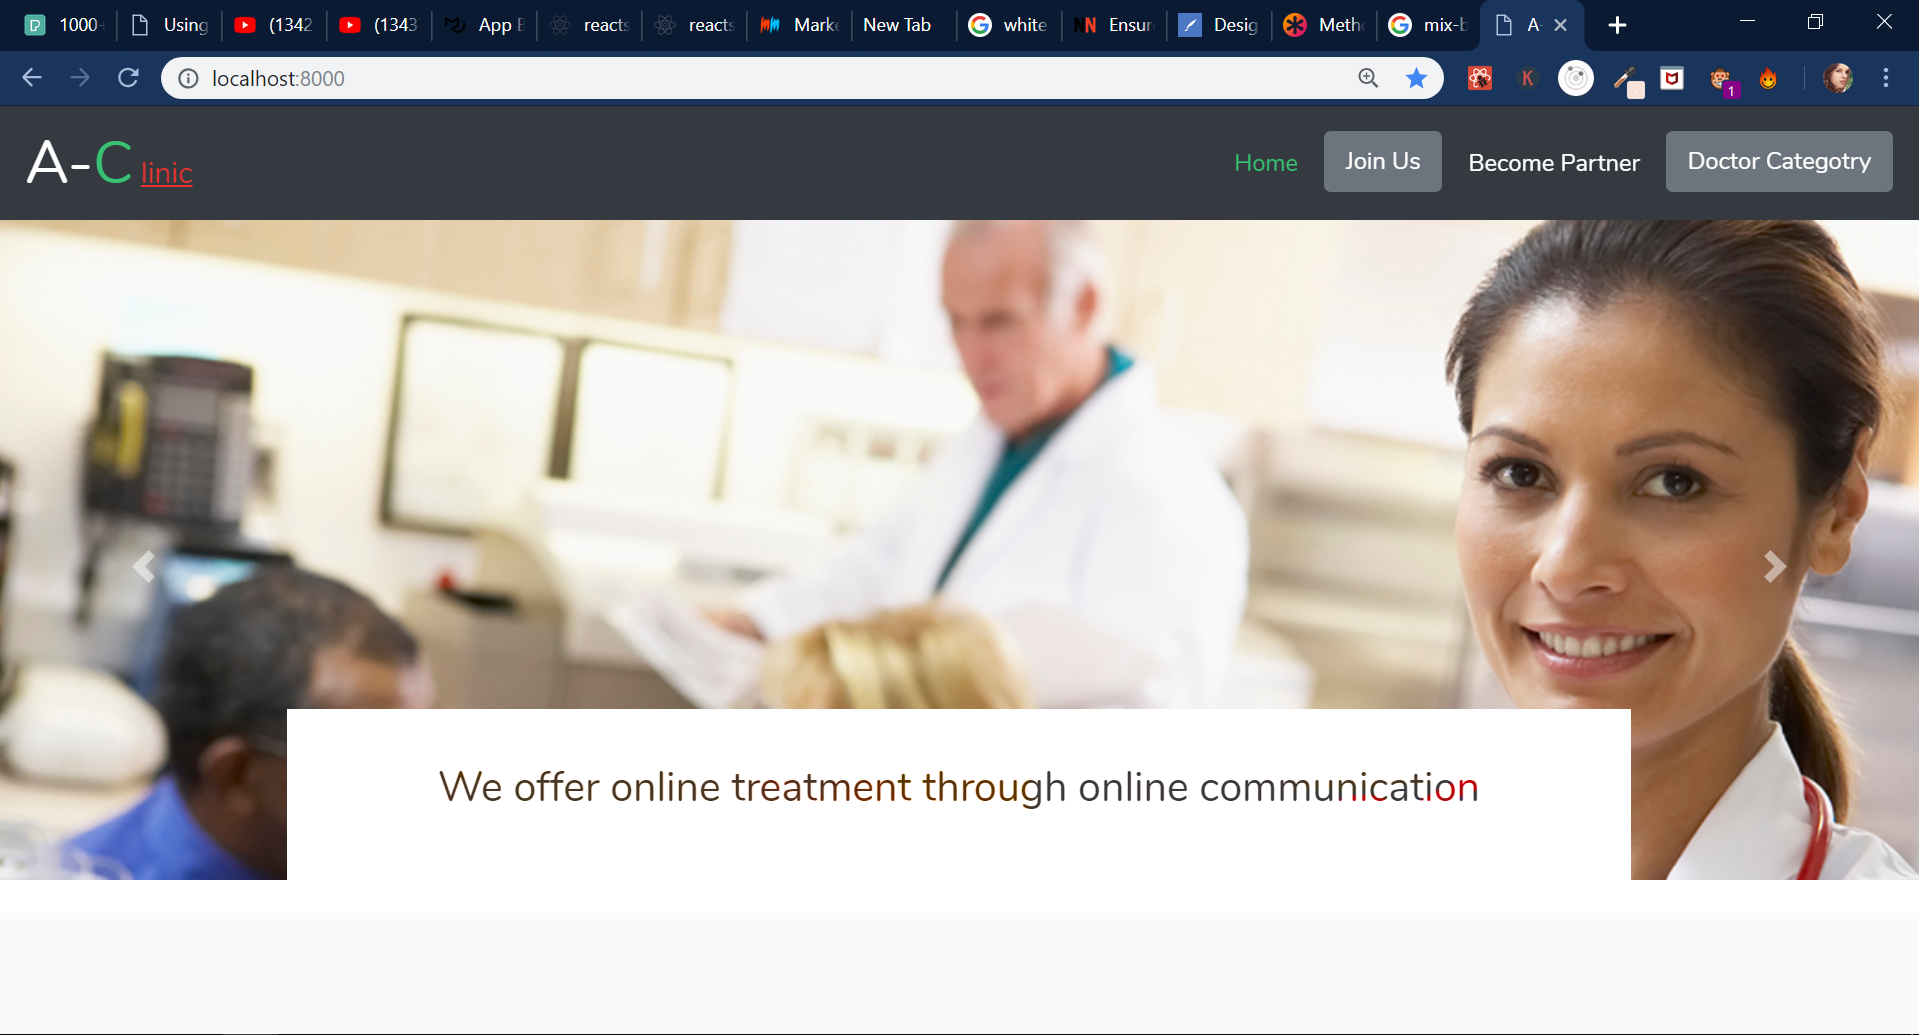 1000 Using (1342 (1343 App E reacts reacts Marke New Tab white Ensur Desig Meth mix-b A-
localhost:8000 K 1
A-C linic Home Join Us Become Partner Doctor Categotry
We offer online treatment through online communication